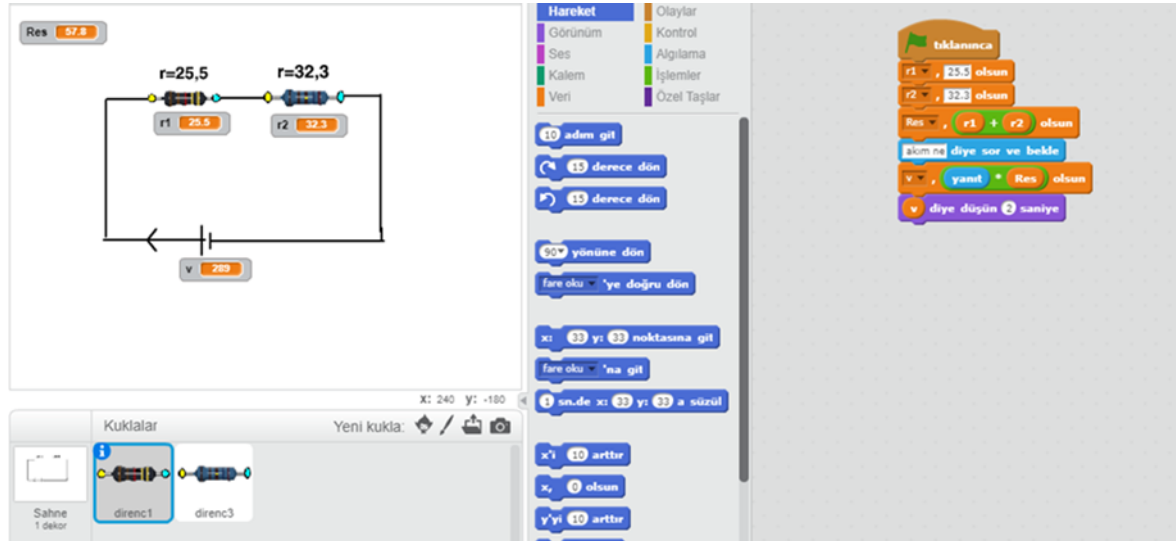 Res 57.8
r=25,5
r=32,3
r1 25.5
r2 32.3
v 289
X: 240 y: -180
Kuklalar
Yeni kukla:
Sahne
1 dekor
direnc1
direnc3
Hareket
Olaylar
Görünüm
Kontrol
Ses
Algılama
Kalem
İşlemler
Veri
Özel Taşlar
10 adım git
15 derece dön
15 derece dön
90 yönüne dön
fare oku 'ye doğru dön
x: 33 y: 33 noktasına git
fare oku 'na git
1 sn.de x: 33 y: 33 a süzül
x'i 10 arttır
x, 0 olsun
y'yi 10 arttır
tıklanınca
r1 , 25.5 olsun
r2 , 32.3 olsun
Res , r1 + r2 olsun
akım ne diye sor ve bekle
v , yanıt * Res olsun
v diye düşün 2 saniye